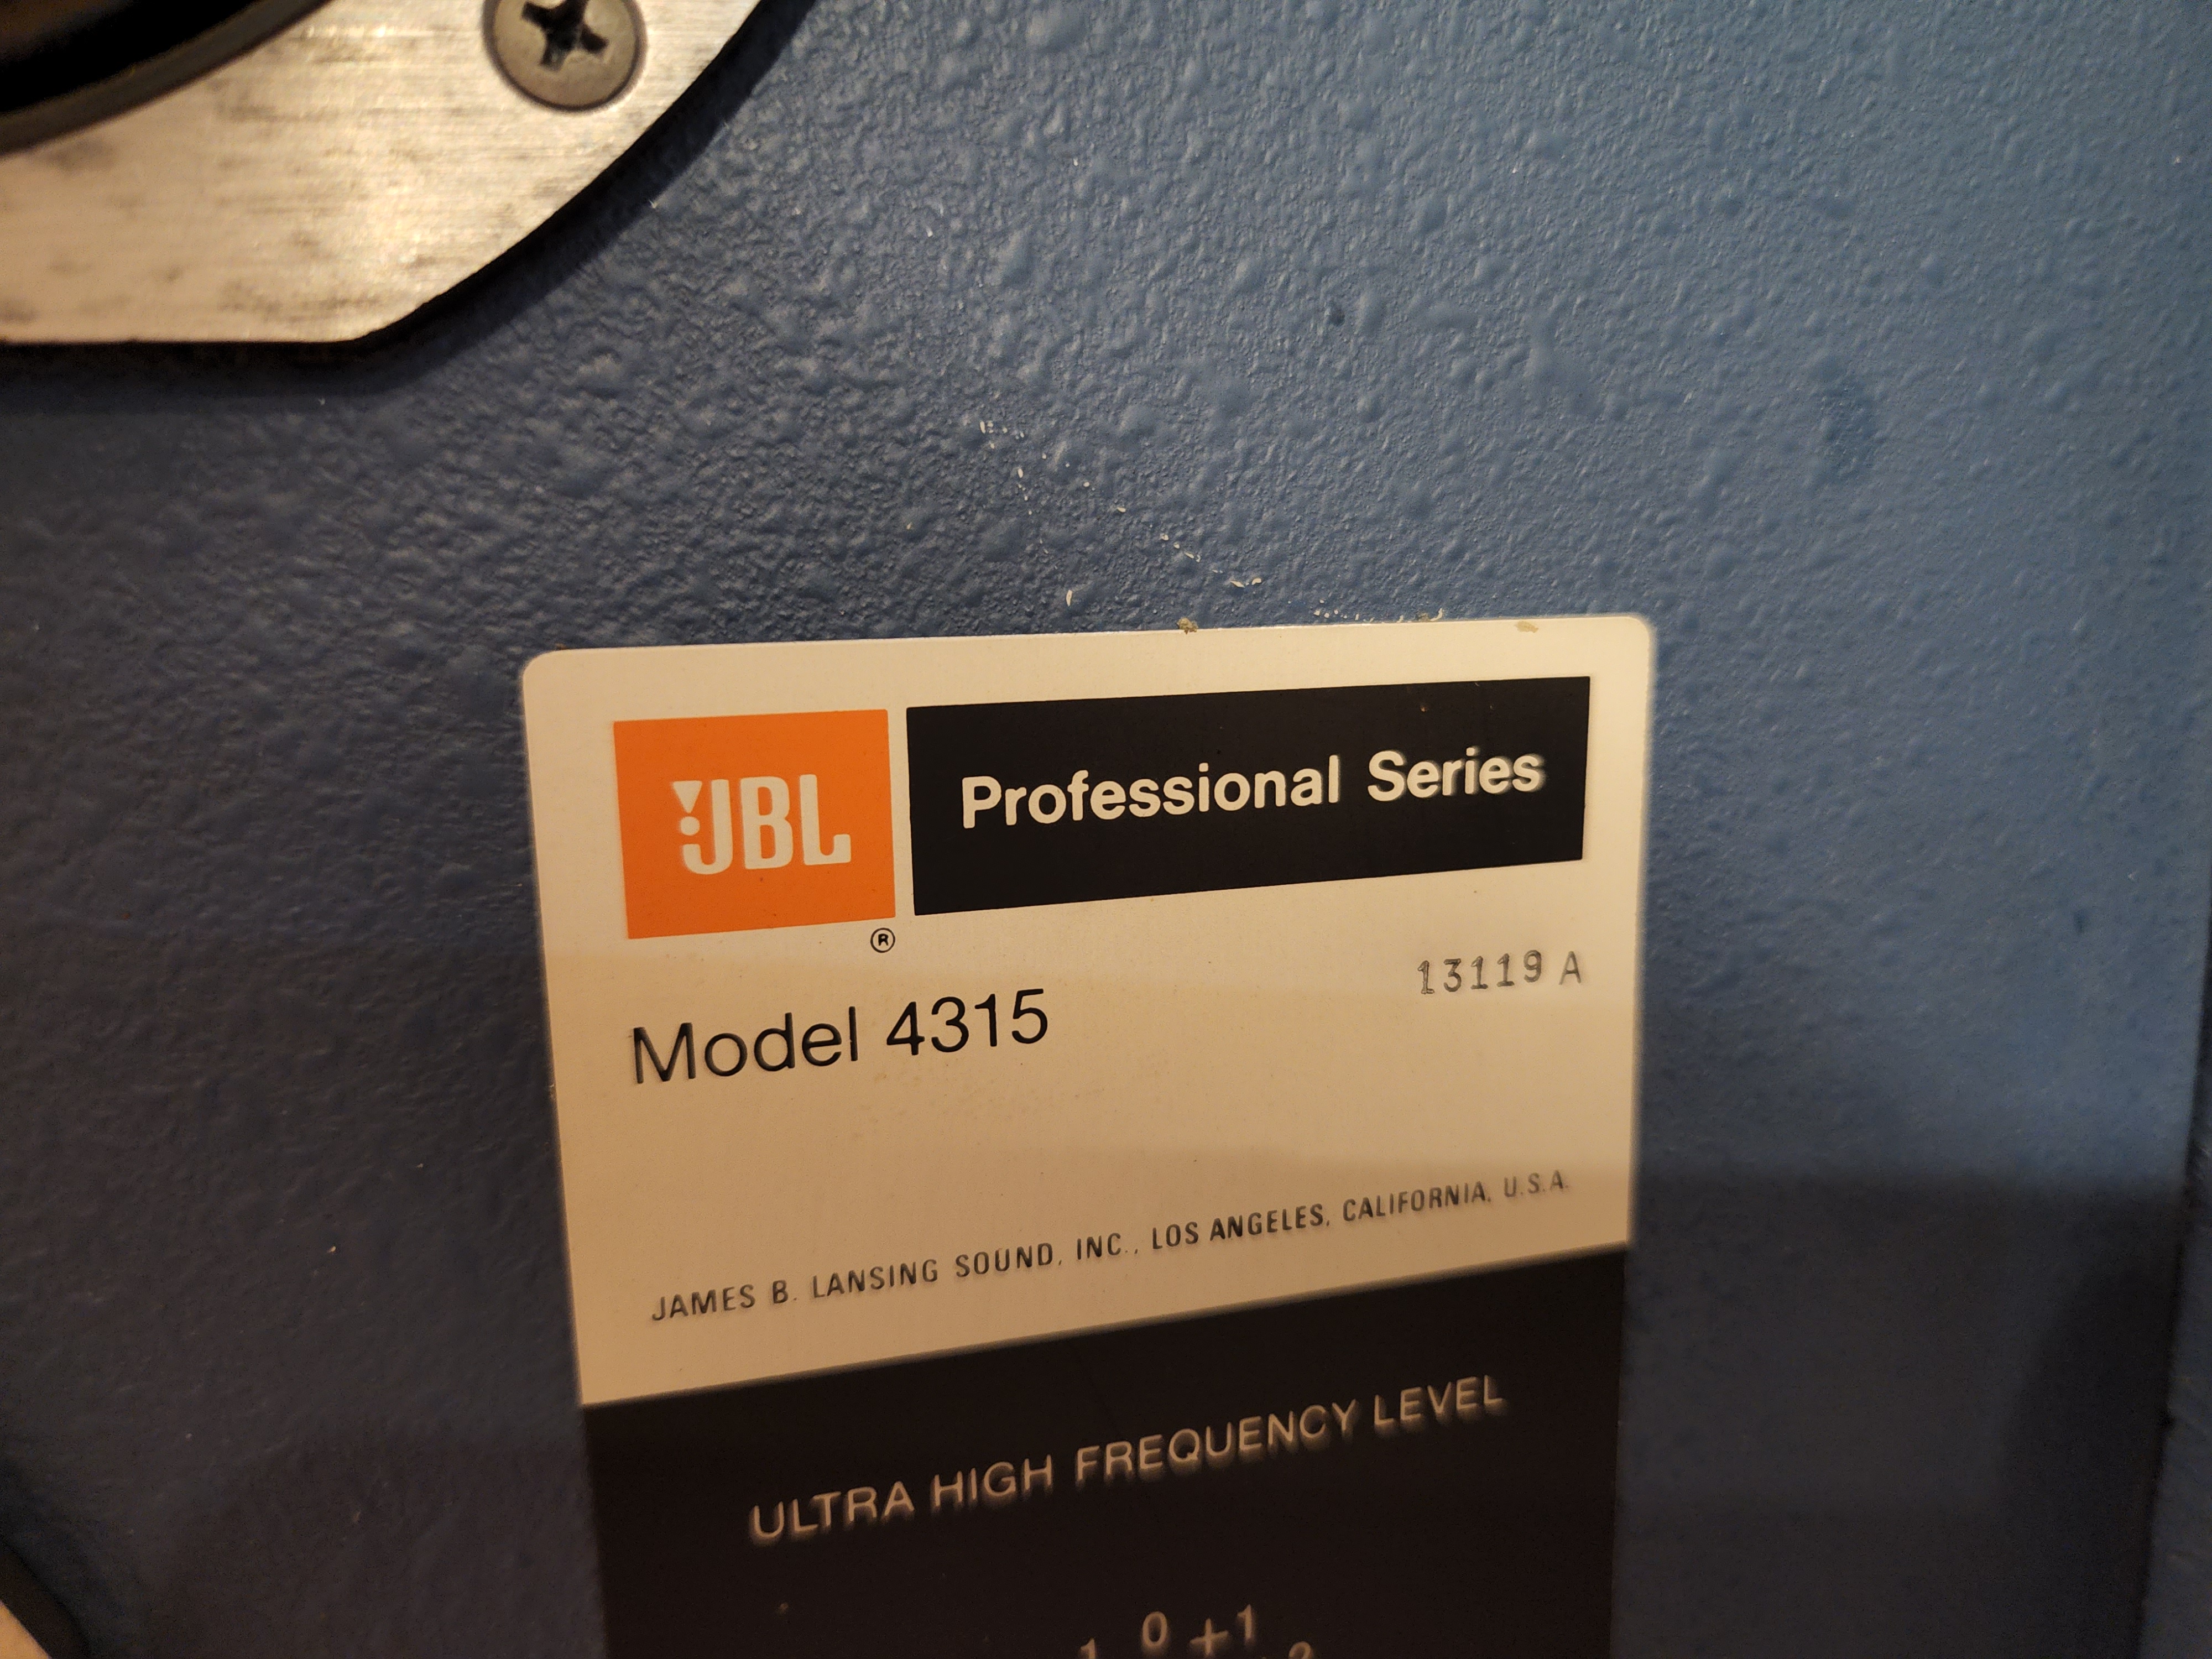 JBL Professional Series
®
Model 4315 13119 A
JAMES B. LANSING SOUND, INC., LOS ANGELES, CALIFORNIA, U.S.A.
ULTRA HIGH FREQUENCY LEVEL
0 +1